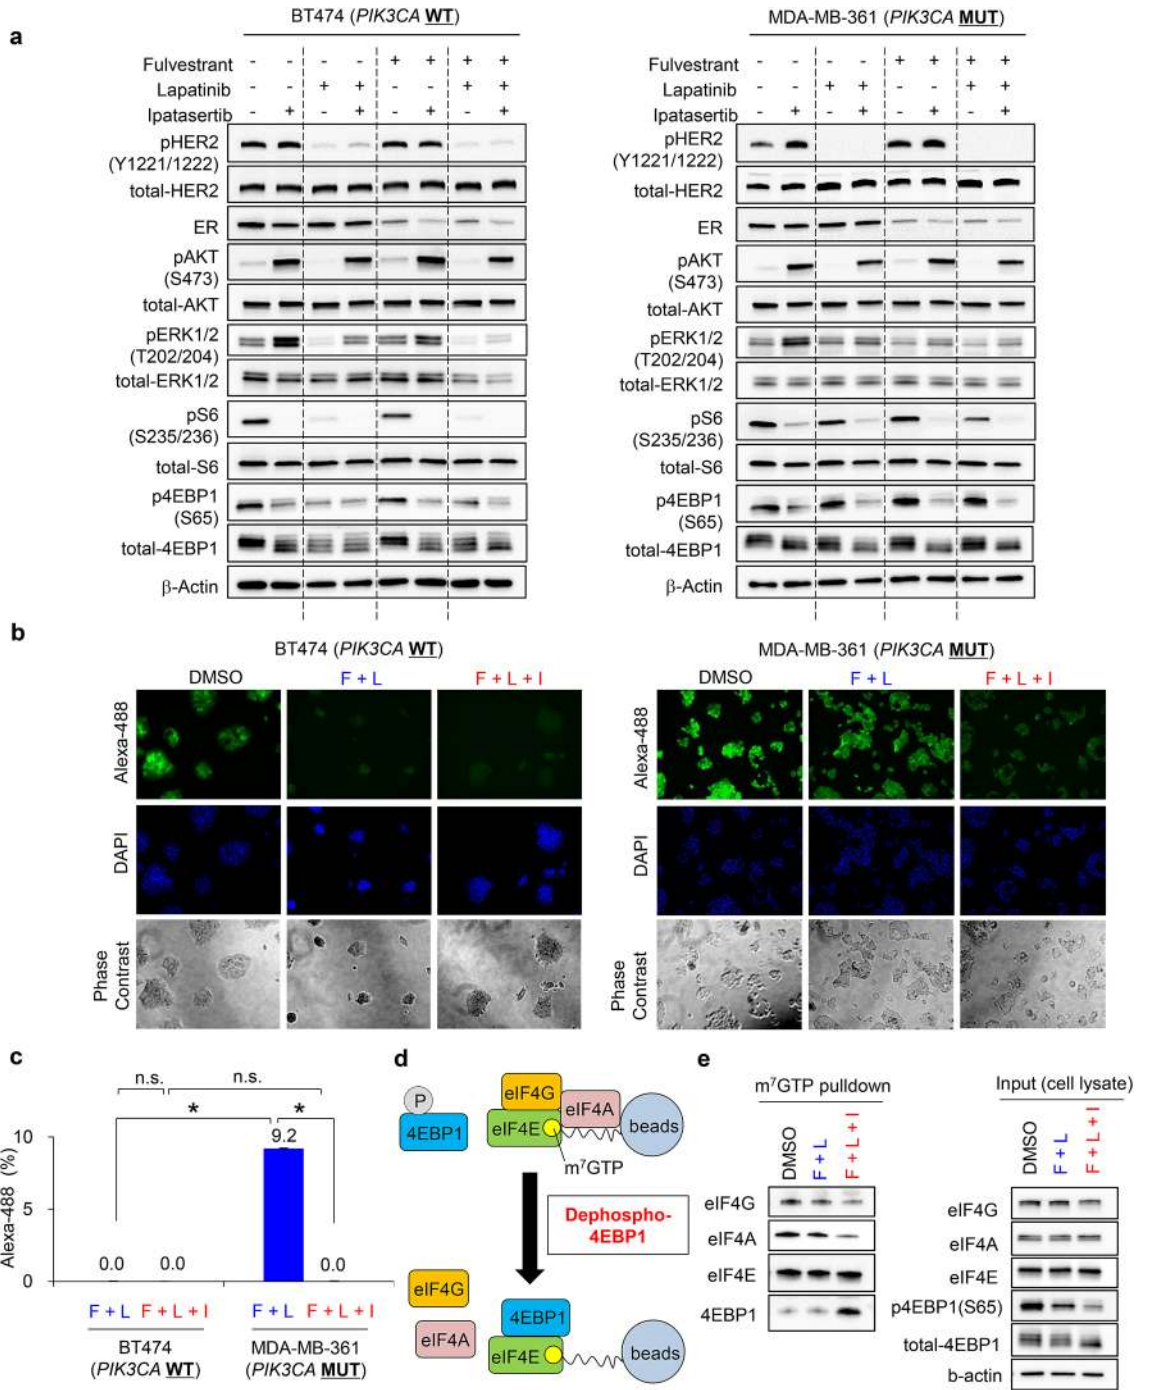 a
BT474 (PIK3CA WT)
Fulvestrant - - - - + + + +
Lapatinib - - + + - - + +
Ipatasertib - + - + - + - +
pHER2
(Y1221/1222)
total-HER2
ER
pAKT
(S473)
total-AKT
pERK1/2
(T202/204)
total-ERK1/2
pS6
(S235/236)
total-S6
p4EBP1
(S65)
total-4EBP1
β-Actin
MDA-MB-361 (PIK3CA MUT)
Fulvestrant - - - - + + + +
Lapatinib - - + + - - + +
Ipatasertib - + - + - + - +
pHER2
(Y1221/1222)
total-HER2
ER
pAKT
(S473)
total-AKT
pERK1/2
(T202/204)
total-ERK1/2
pS6
(S235/236)
total-S6
p4EBP1
(S65)
total-4EBP1
β-Actin
b
BT474 (PIK3CA WT)
DMSO F + L F + L + I
Alexa-488
DAPI
Phase
Contrast
MDA-MB-361 (PIK3CA MUT)
DMSO F + L F + L + I
Alexa-488
DAPI
Phase
Contrast
c
n.s. n.s.
* *
Alexa-488 (%)
10
5
0
0.0 0.0 9.2 0.0
F + L F + L + I F + L F + L + I
BT474
(PIK3CA WT)
MDA-MB-361
(PIK3CA MUT)
d
P
4EBP1
eIF4G
eIF4E
eIF4A
beads
m⁷GTP
Dephospho-
4EBP1
eIF4G
eIF4A
4EBP1
eIF4E
beads
e
m⁷GTP pulldown
DMSO
F + L
F + L + I
eIF4G
eIF4A
eIF4E
4EBP1
Input (cell lysate)
DMSO
F + L
F + L + I
eIF4G
eIF4A
eIF4E
p4EBP1(S65)
total-4EBP1
b-actin